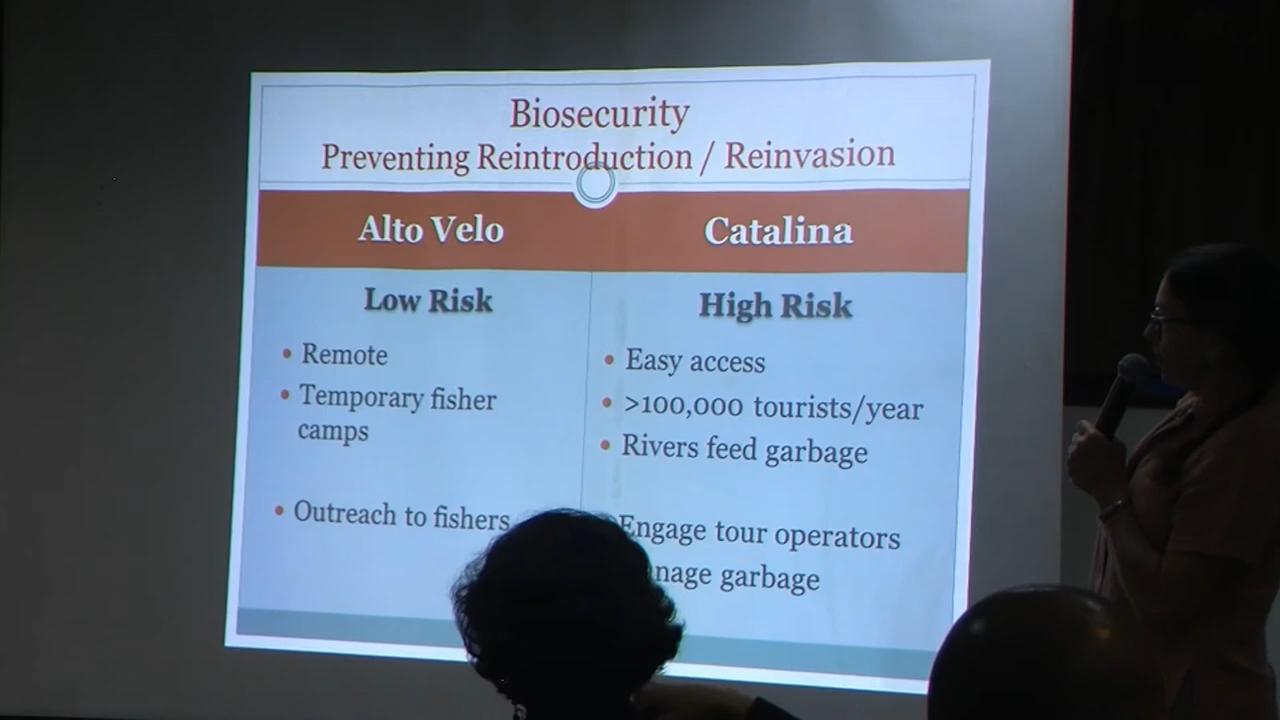 Biosecurity
Preventing Reintroduction / Reinvasion
Alto Velo
Catalina
Low Risk
• Remote
• Temporary fisher
camps
• Outreach to fishers
High Risk
• Easy access
• >100,000 tourists/year
• Rivers feed garbage
Engage tour operators
garbage